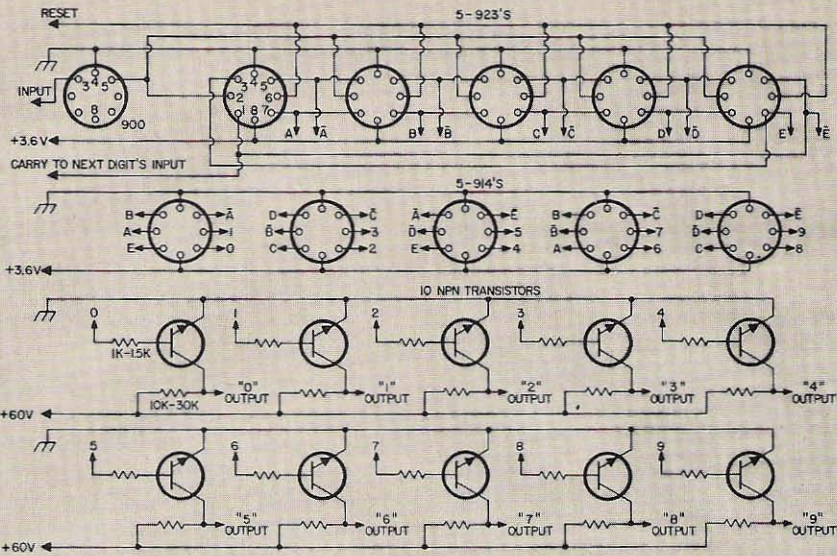 RESET
5-923'S
INPUT
3 4 5
8
900
3 4 5
2 6
1 8 7
A Ā B B̄ C C̄ D D̄ E Ē
+3.6V
CARRY TO NEXT DIGIT'S INPUT
5-914'S
B Ā D C̄ Ā Ē B C̄ D Ē
A 1 B̄ 3 D̄ 5 B̄ 7 D̄ 9
E 0 C 2 E 4 A 6 C 8
+3.6V
10 NPN TRANSISTORS
0 1 2 3 4
1K-1.5K
10K-30K
"0" OUTPUT
"1" OUTPUT
"2" OUTPUT
"3" OUTPUT
"4" OUTPUT
+60V
5 6 7 8 9
"5" OUTPUT
"6" OUTPUT
"7" OUTPUT
"8" OUTPUT
"9" OUTPUT
+60V